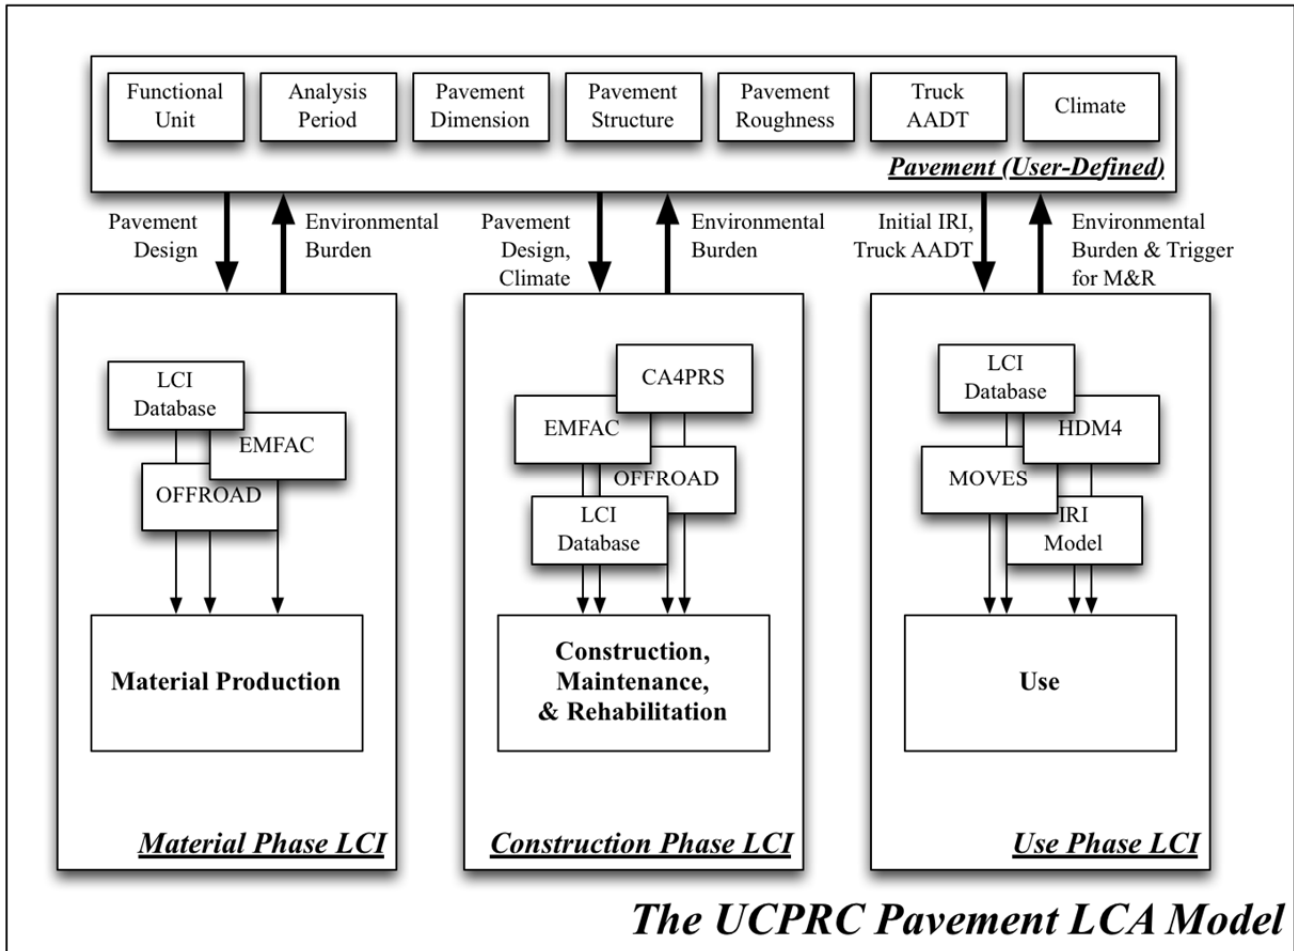 Functional
Unit
Analysis
Period
Pavement
Dimension
Pavement
Structure
Pavement
Roughness
Truck
AADT
Climate
Pavement (User-Defined)
Pavement
Design
Environmental
Burden
Pavement
Design,
Climate
Environmental
Burden
Initial IRI,
Truck AADT
Environmental
Burden & Trigger
for M&R
LCI
Database
EMFAC
OFFROAD
Material Production
Material Phase LCI
CA4PRS
EMFAC
OFFROAD
LCI
Database
Construction,
Maintenance,
& Rehabilitation
Construction Phase LCI
LCI
Database
HDM4
MOVES
IRI
Model
Use
Use Phase LCI
The UCPRC Pavement LCA Model